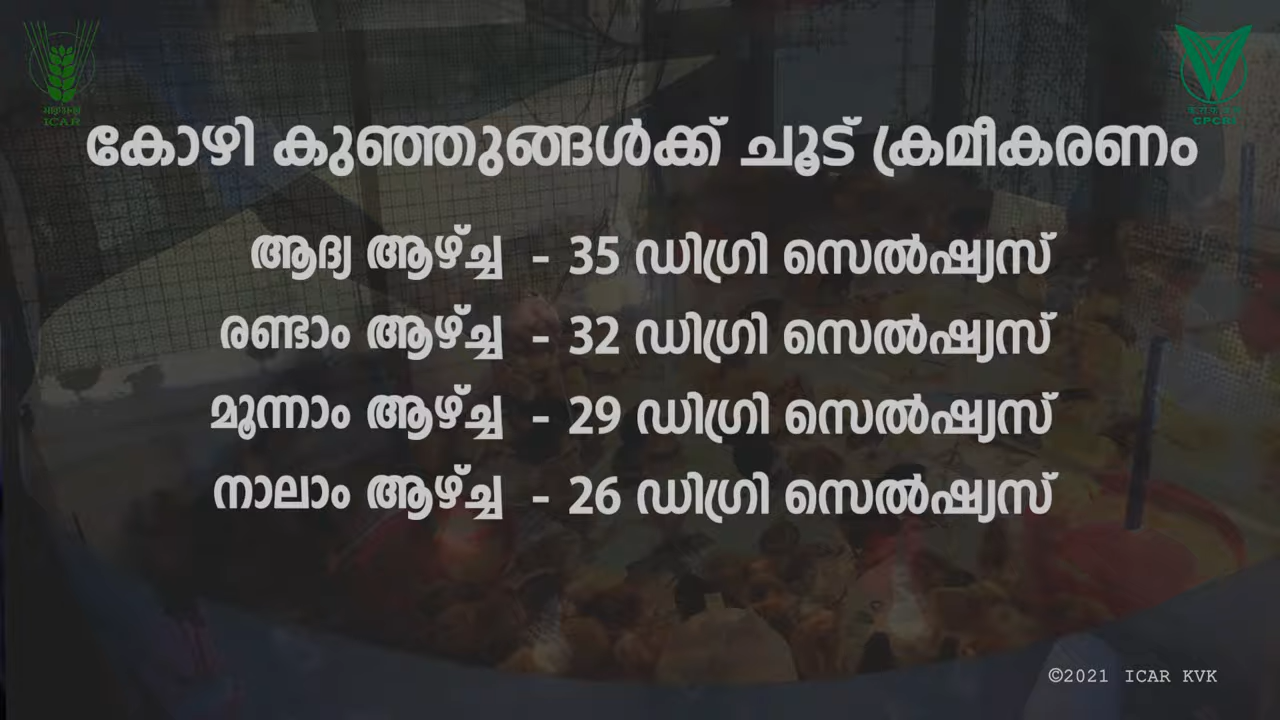 ICAR
CPCRI
കോഴി കുഞ്ഞുങ്ങൾക്ക് ചൂട് ക്രമീകരണം
ആദ്യ ആഴ്ച്ച - 35 ഡിഗ്രി സെൽഷ്യസ്
രണ്ടാം ആഴ്ച്ച - 32 ഡിഗ്രി സെൽഷ്യസ്
മൂന്നാം ആഴ്ച്ച - 29 ഡിഗ്രി സെൽഷ്യസ്
നാലാം ആഴ്ച്ച - 26 ഡിഗ്രി സെൽഷ്യസ്
©2021 ICAR KVK